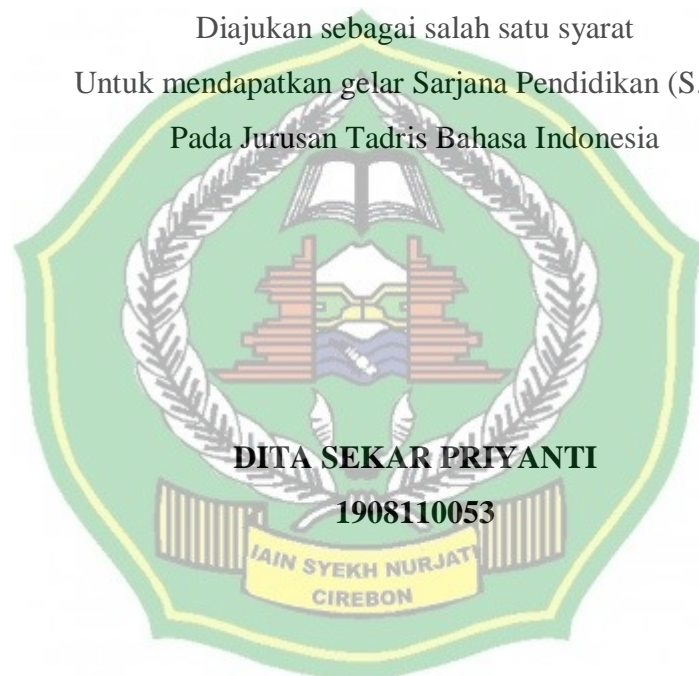 Diajukan sebagai salah satu syarat
Untuk mendapatkan gelar Sarjana Pendidikan (S.
Pada Jurusan Tadris Bahasa Indonesia
DITA SEKAR PRIYANTI
1908110053
IAIN SYEKH NURJATI
CIREBON